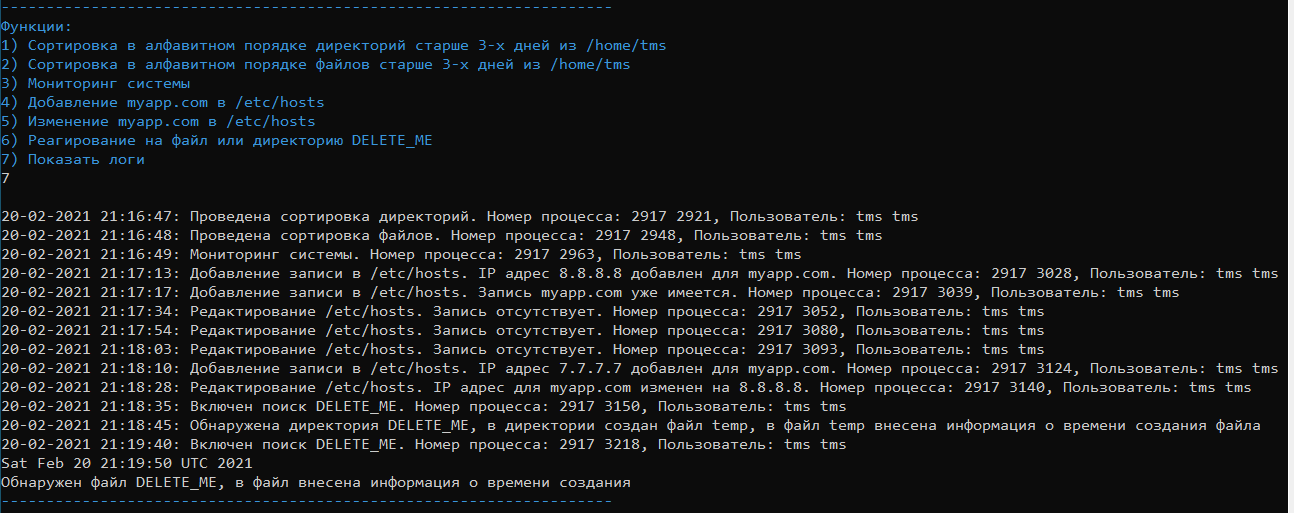 --------------------------------------------------------------------
Функции:
1) Сортировка в алфавитном порядке директорий старше 3-х дней из /home/tms
2) Сортировка в алфавитном порядке файлов старше 3-х дней из /home/tms
3) Мониторинг системы
4) Добавление myapp.com в /etc/hosts
5) Изменение myapp.com в /etc/hosts
6) Реагирование на файл или директорию DELETE_ME
7) Показать логи
7
20-02-2021 21:16:47: Проведена сортировка директорий. Номер процесса: 2917 2921, Пользователь: tms tms
20-02-2021 21:16:48: Проведена сортировка файлов. Номер процесса: 2917 2948, Пользователь: tms tms
20-02-2021 21:16:49: Мониторинг системы. Номер процесса: 2917 2963, Пользователь: tms tms
20-02-2021 21:17:13: Добавление записи в /etc/hosts. IP адрес 8.8.8.8 добавлен для myapp.com. Номер процесса: 2917 3028, Пользователь: tms tms
20-02-2021 21:17:17: Добавление записи в /etc/hosts. Запись myapp.com уже имеется. Номер процесса: 2917 3039, Пользователь: tms tms
20-02-2021 21:17:34: Редактирование /etc/hosts. Запись отсутствует. Номер процесса: 2917 3052, Пользователь: tms tms
20-02-2021 21:17:54: Редактирование /etc/hosts. Запись отсутствует. Номер процесса: 2917 3080, Пользователь: tms tms
20-02-2021 21:18:03: Редактирование /etc/hosts. Запись отсутствует. Номер процесса: 2917 3093, Пользователь: tms tms
20-02-2021 21:18:10: Добавление записи в /etc/hosts. IP адрес 7.7.7.7 добавлен для myapp.com. Номер процесса: 2917 3124, Пользователь: tms tms
20-02-2021 21:18:28: Редактирование /etc/hosts. IP адрес для myapp.com изменен на 8.8.8.8. Номер процесса: 2917 3140, Пользователь: tms tms
20-02-2021 21:18:35: Включен поиск DELETE_ME. Номер процесса: 2917 3150, Пользователь: tms tms
20-02-2021 21:18:45: Обнаружена директория DELETE_ME, в директории создан файл temp, в файл temp внесена информация о времени создания файла
20-02-2021 21:19:40: Включен поиск DELETE_ME. Номер процесса: 2917 3218, Пользователь: tms tms
Sat Feb 20 21:19:50 UTC 2021
Обнаружен файл DELETE_ME, в файл внесена информация о времени создания
--------------------------------------------------------------------